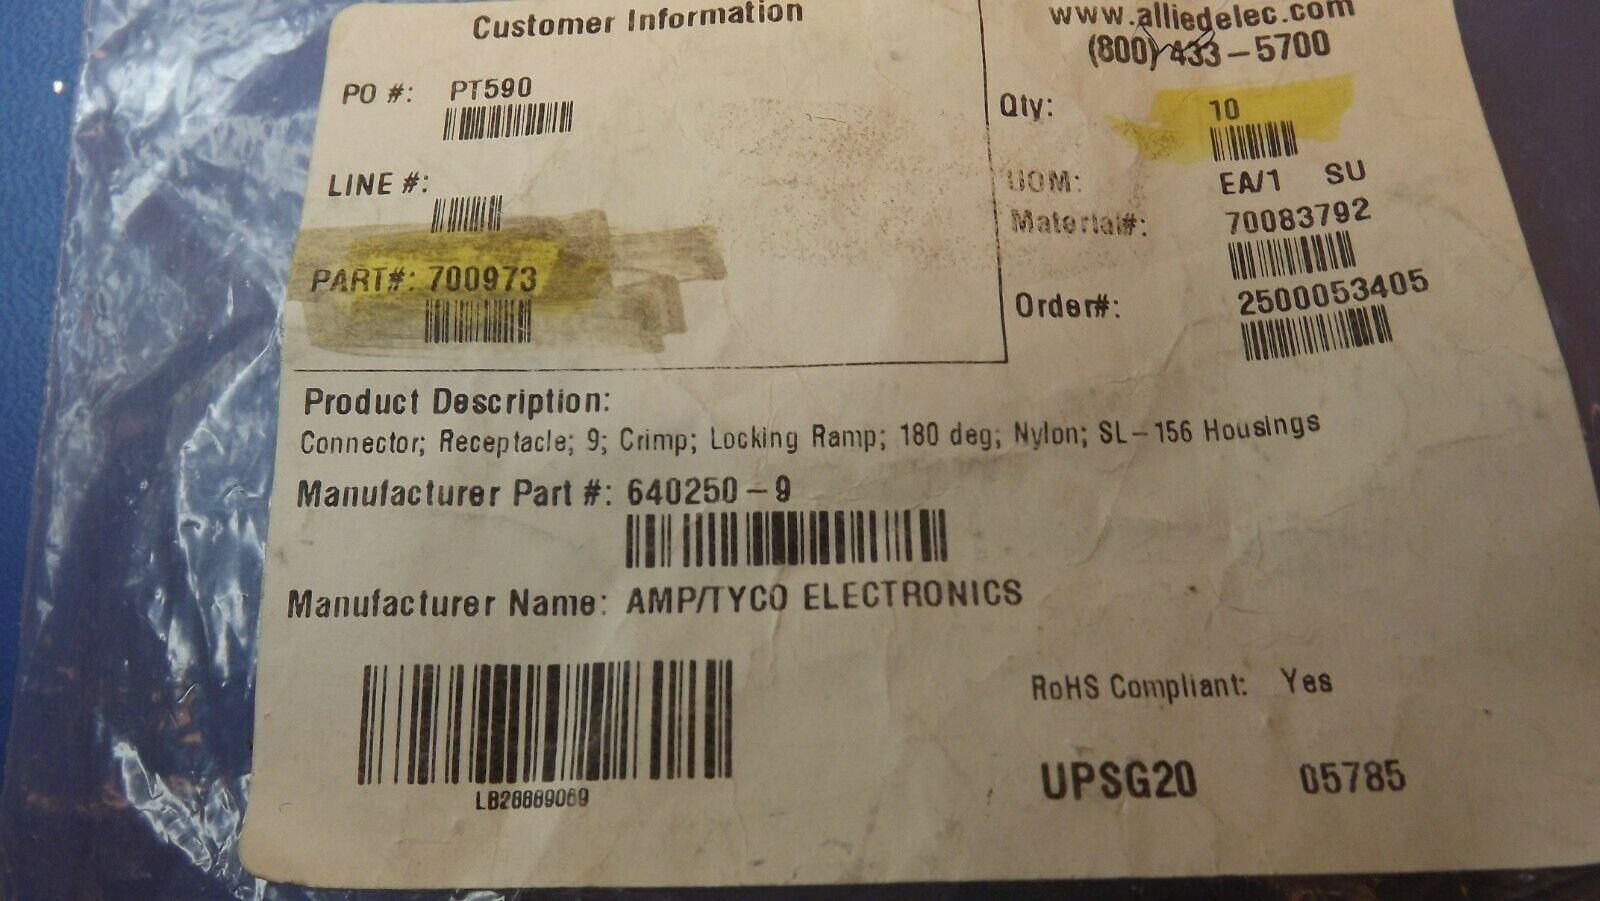 Customer Information
www.alliedelec.com
(800) 433-5700
PO #: PT590
Qty: 10
LINE #:
UOM: EA/1 SU
Material#: 70083792
PART#: 700973
Order#: 2500053405
Product Description:
Connector; Receptacle; 9; Crimp; Locking Ramp; 180 deg; Nylon; SL-156 Housings
Manufacturer Part #: 640250-9
Manufacturer Name: AMP/TYCO ELECTRONICS
RoHS Compliant: Yes
UPSG20 05785
LB28889069